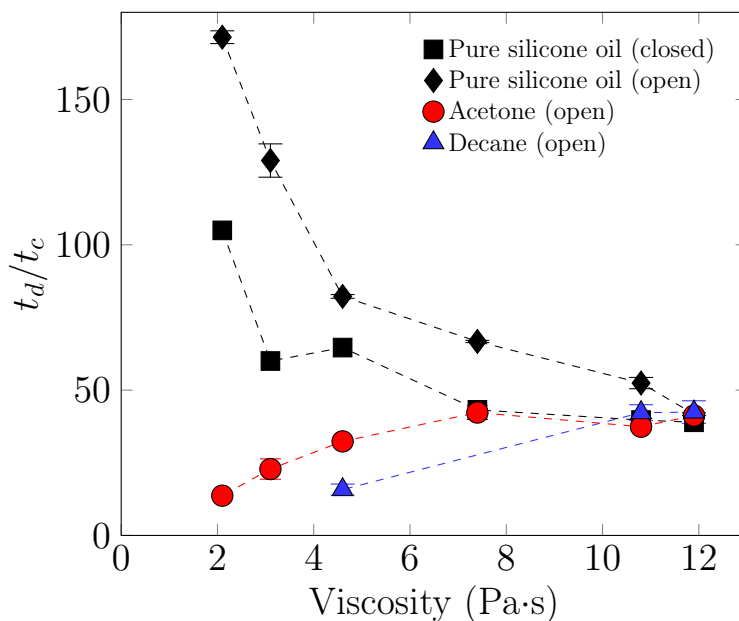 Pure silicone oil (closed)
Pure silicone oil (open)
Acetone (open)
Decane (open)
150
100
50
0
t_d/t_c
0 2 4 6 8 10 12
Viscosity (Pa·s)